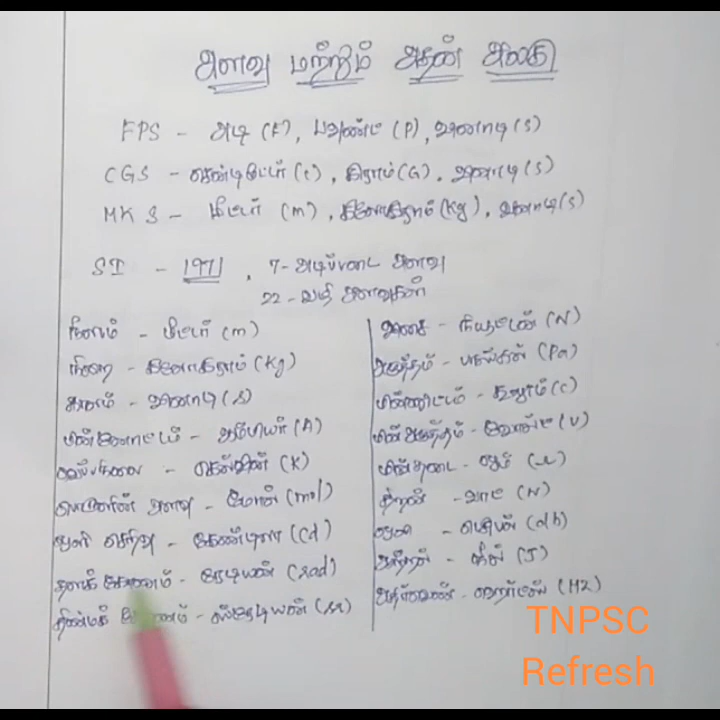 அளவு மற்றும் அதன் அலகு
FPS - அடி (F), பவுண்ட் (P), வினாடி (S)
CGS - சென்டிமீட்டர் (C), கிராம் (G), வினாடி (S)
MKS - மீட்டர் (m), கிலோகிராம் (Kg), வினாடி (S)
SI - 1971, 7 - அடிப்படை அளவு
22 - வழி அளவுகள்
நீளம் - மீட்டர் (m)
நிறை - கிலோகிராம் (Kg)
காலம் - வினாடி (S)
மின்னோட்டம் - ஆம்பியர் (A)
வெப்பநிலை - கெல்வின் (K)
பொருளின் அளவு - மோல் (mol)
ஒளி செறிவு - கேண்டிலா (Cd)
தளக் கோணம் - ரேடியன் (rad)
திண்மக் கோணம் - ஸ்ட்ரேடியன் (sr)
விசை - நியூட்டன் (N)
அழுத்தம் - பாஸ்கல் (Pa)
மின்னூட்டம் - கூலூம் (C)
மின் அழுத்தம் - வோல்ட் (V)
மின்தடை - ஓம்
திறன் - வாட்
ஒலி - டெசிபல் (db)
ஆற்றல் - ஜீல் (J)
அதிர்வெண் - ஹெர்ட்ஸ் (HZ)
TNPSC
Refresh